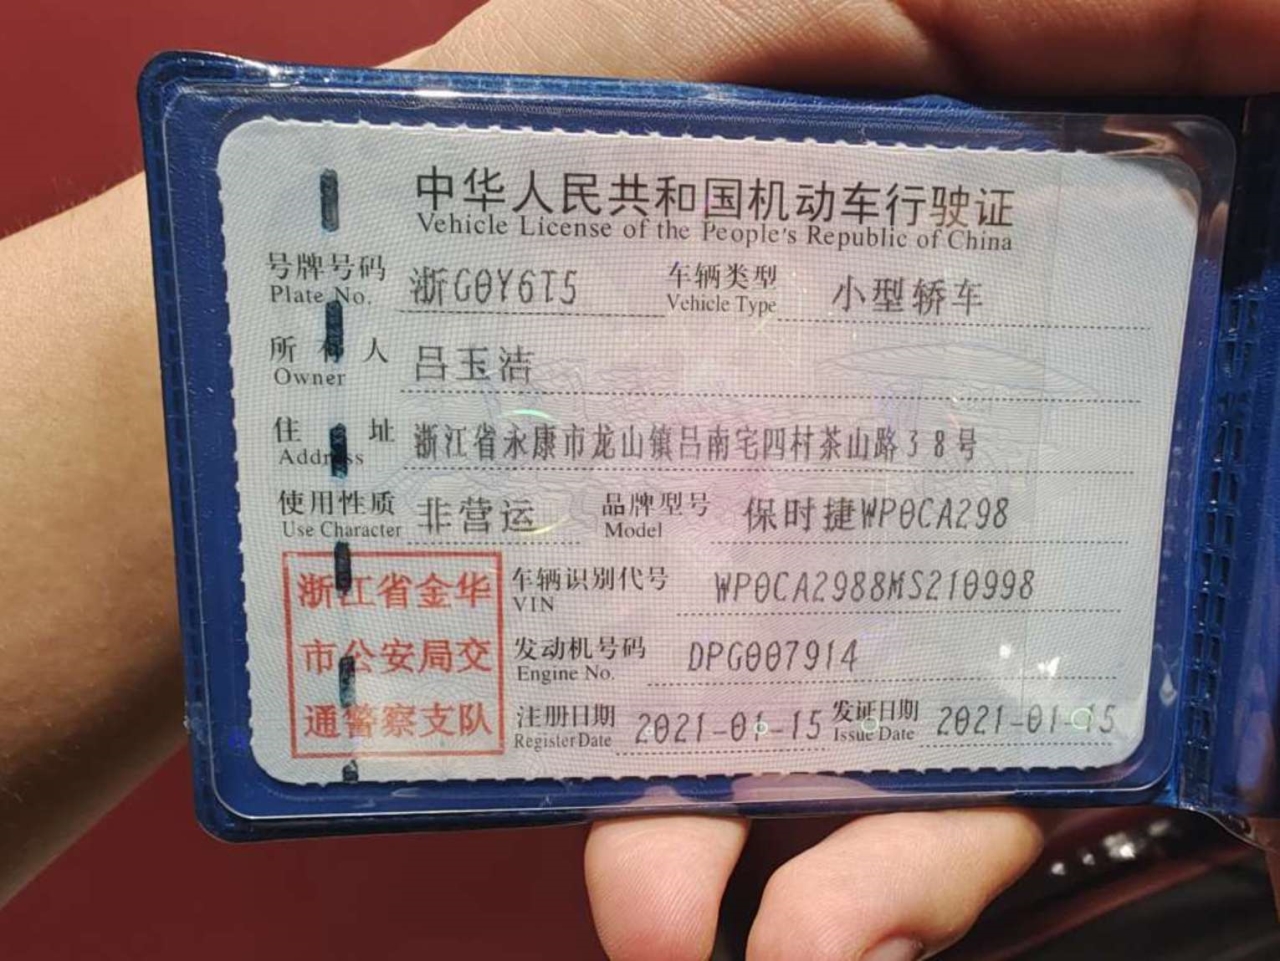 中华人民共和国机动车行驶证
Vehicle License of the People's Republic of China
号牌号码 浙G0Y6T5 车辆类型 小型轿车
Plate No. Vehicle Type
所有人 吕玉洁
Owner
住址 浙江省永康市龙山镇吕南宅四村茶山路38号
Address
使用性质 非营运 品牌型号 保时捷WP0CA298
Use Character Model
浙江省金华
市公安局交
通警察支队
车辆识别代号 WP0CA2988MS210998
VIN
发动机号码 DPG007914
Engine No.
注册日期 2021-01-15 发证日期 2021-01-15
Register Date Issue Date